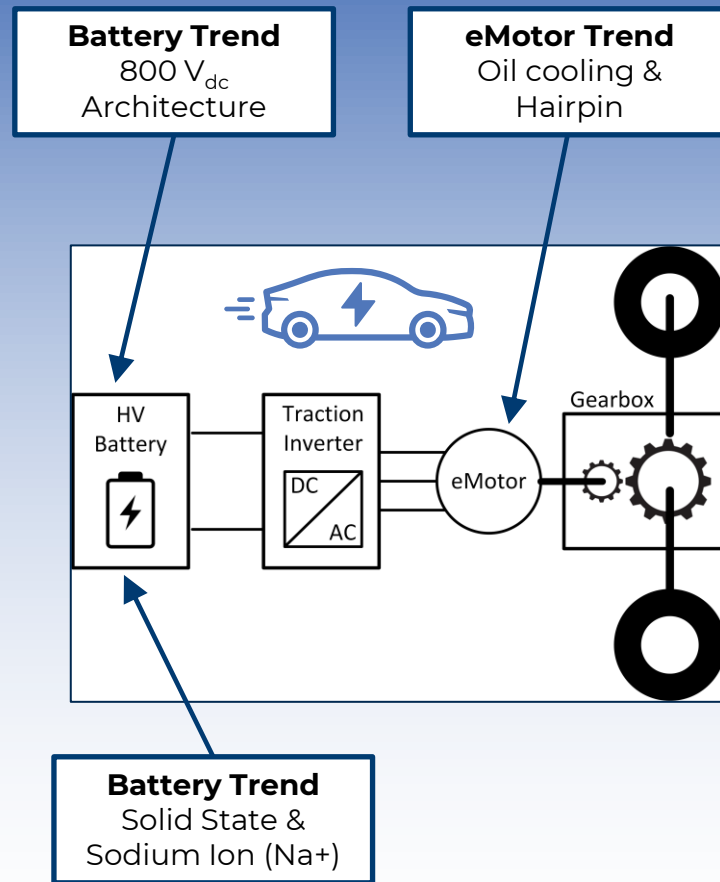 Battery Trend
800 Vdc
Architecture
eMotor Trend
Oil cooling &
Hairpin
Gearbox
HV
Battery
Traction
Inverter
DC
AC
eMotor
Battery Trend
Solid State &
Sodium Ion (Na+)